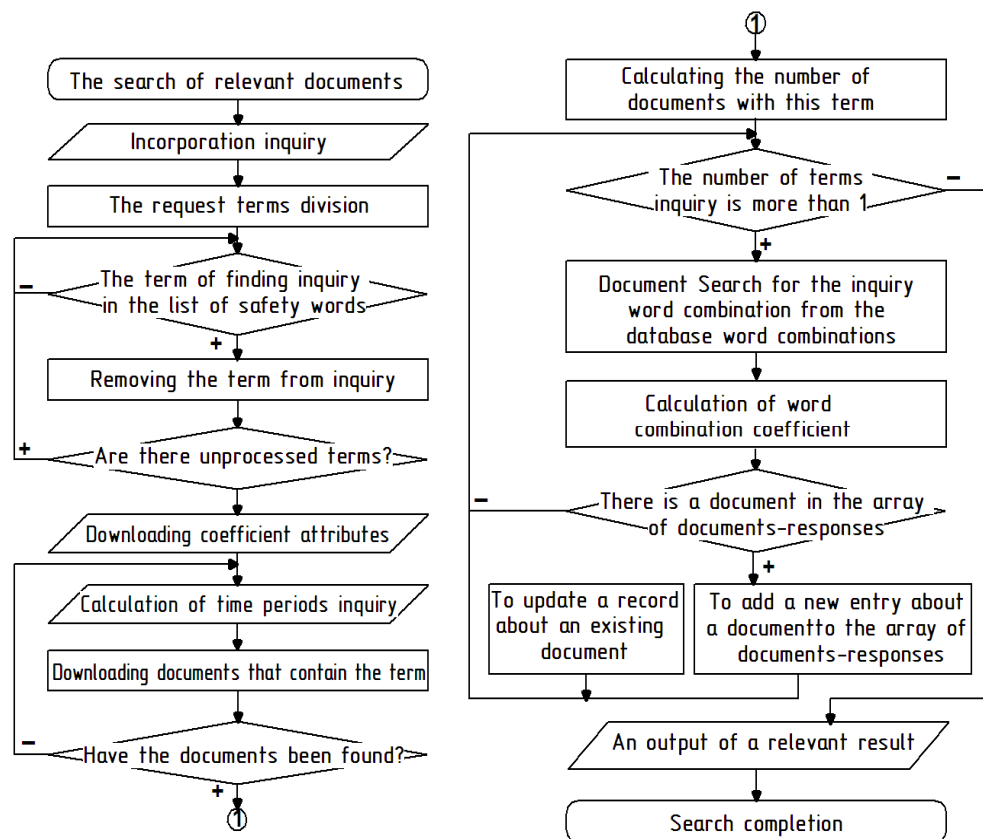 The search of relevant documents
Incorporation inquiry
The request terms division
The term of finding inquiry
in the list of safety words
−
+
Removing the term from inquiry
+
Are there unprocessed terms?
Downloading coefficient attributes
Calculation of time periods inquiry
Downloading documents that contain the term
−
Have the documents been found?
+
1
1
Calculating the number of
documents with this term
The number of terms
inquiry is more than 1
−
+
Document Search for the inquiry
word combination from the
database word combinations
Calculation of word
combination coefficient
−
There is a document in the array
of documents-responses
+
To update a record
about an existing
document
To add a new entry about
a documentto the array of
documents-responses
An output of a relevant result
Search completion